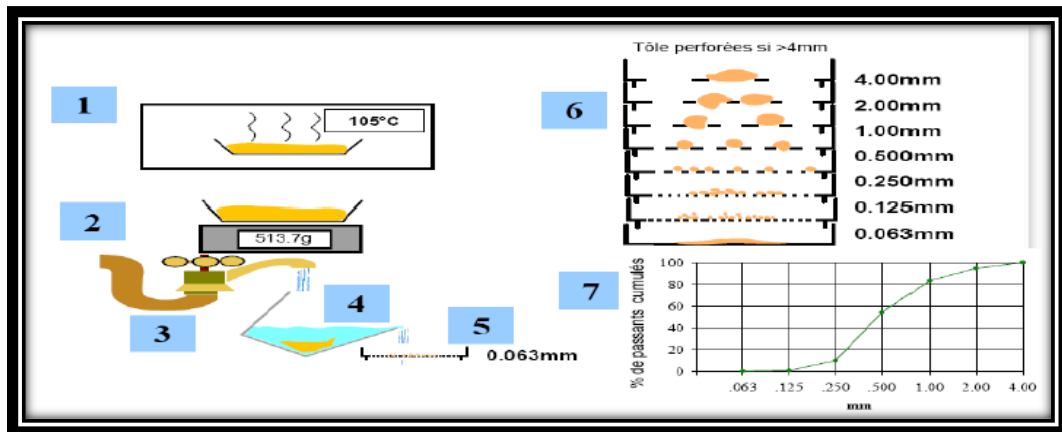 1
105°C
2
513.7g
3
4
5
0.063mm
Tôle perforées si >4mm
6
4.00mm
2.00mm
1.00mm
0.500mm
0.250mm
0.125mm
0.063mm
7
% de passants cumulés
100
80
60
40
20
0
.063 .125 .250 .500 1.00 2.00 4.00
mm